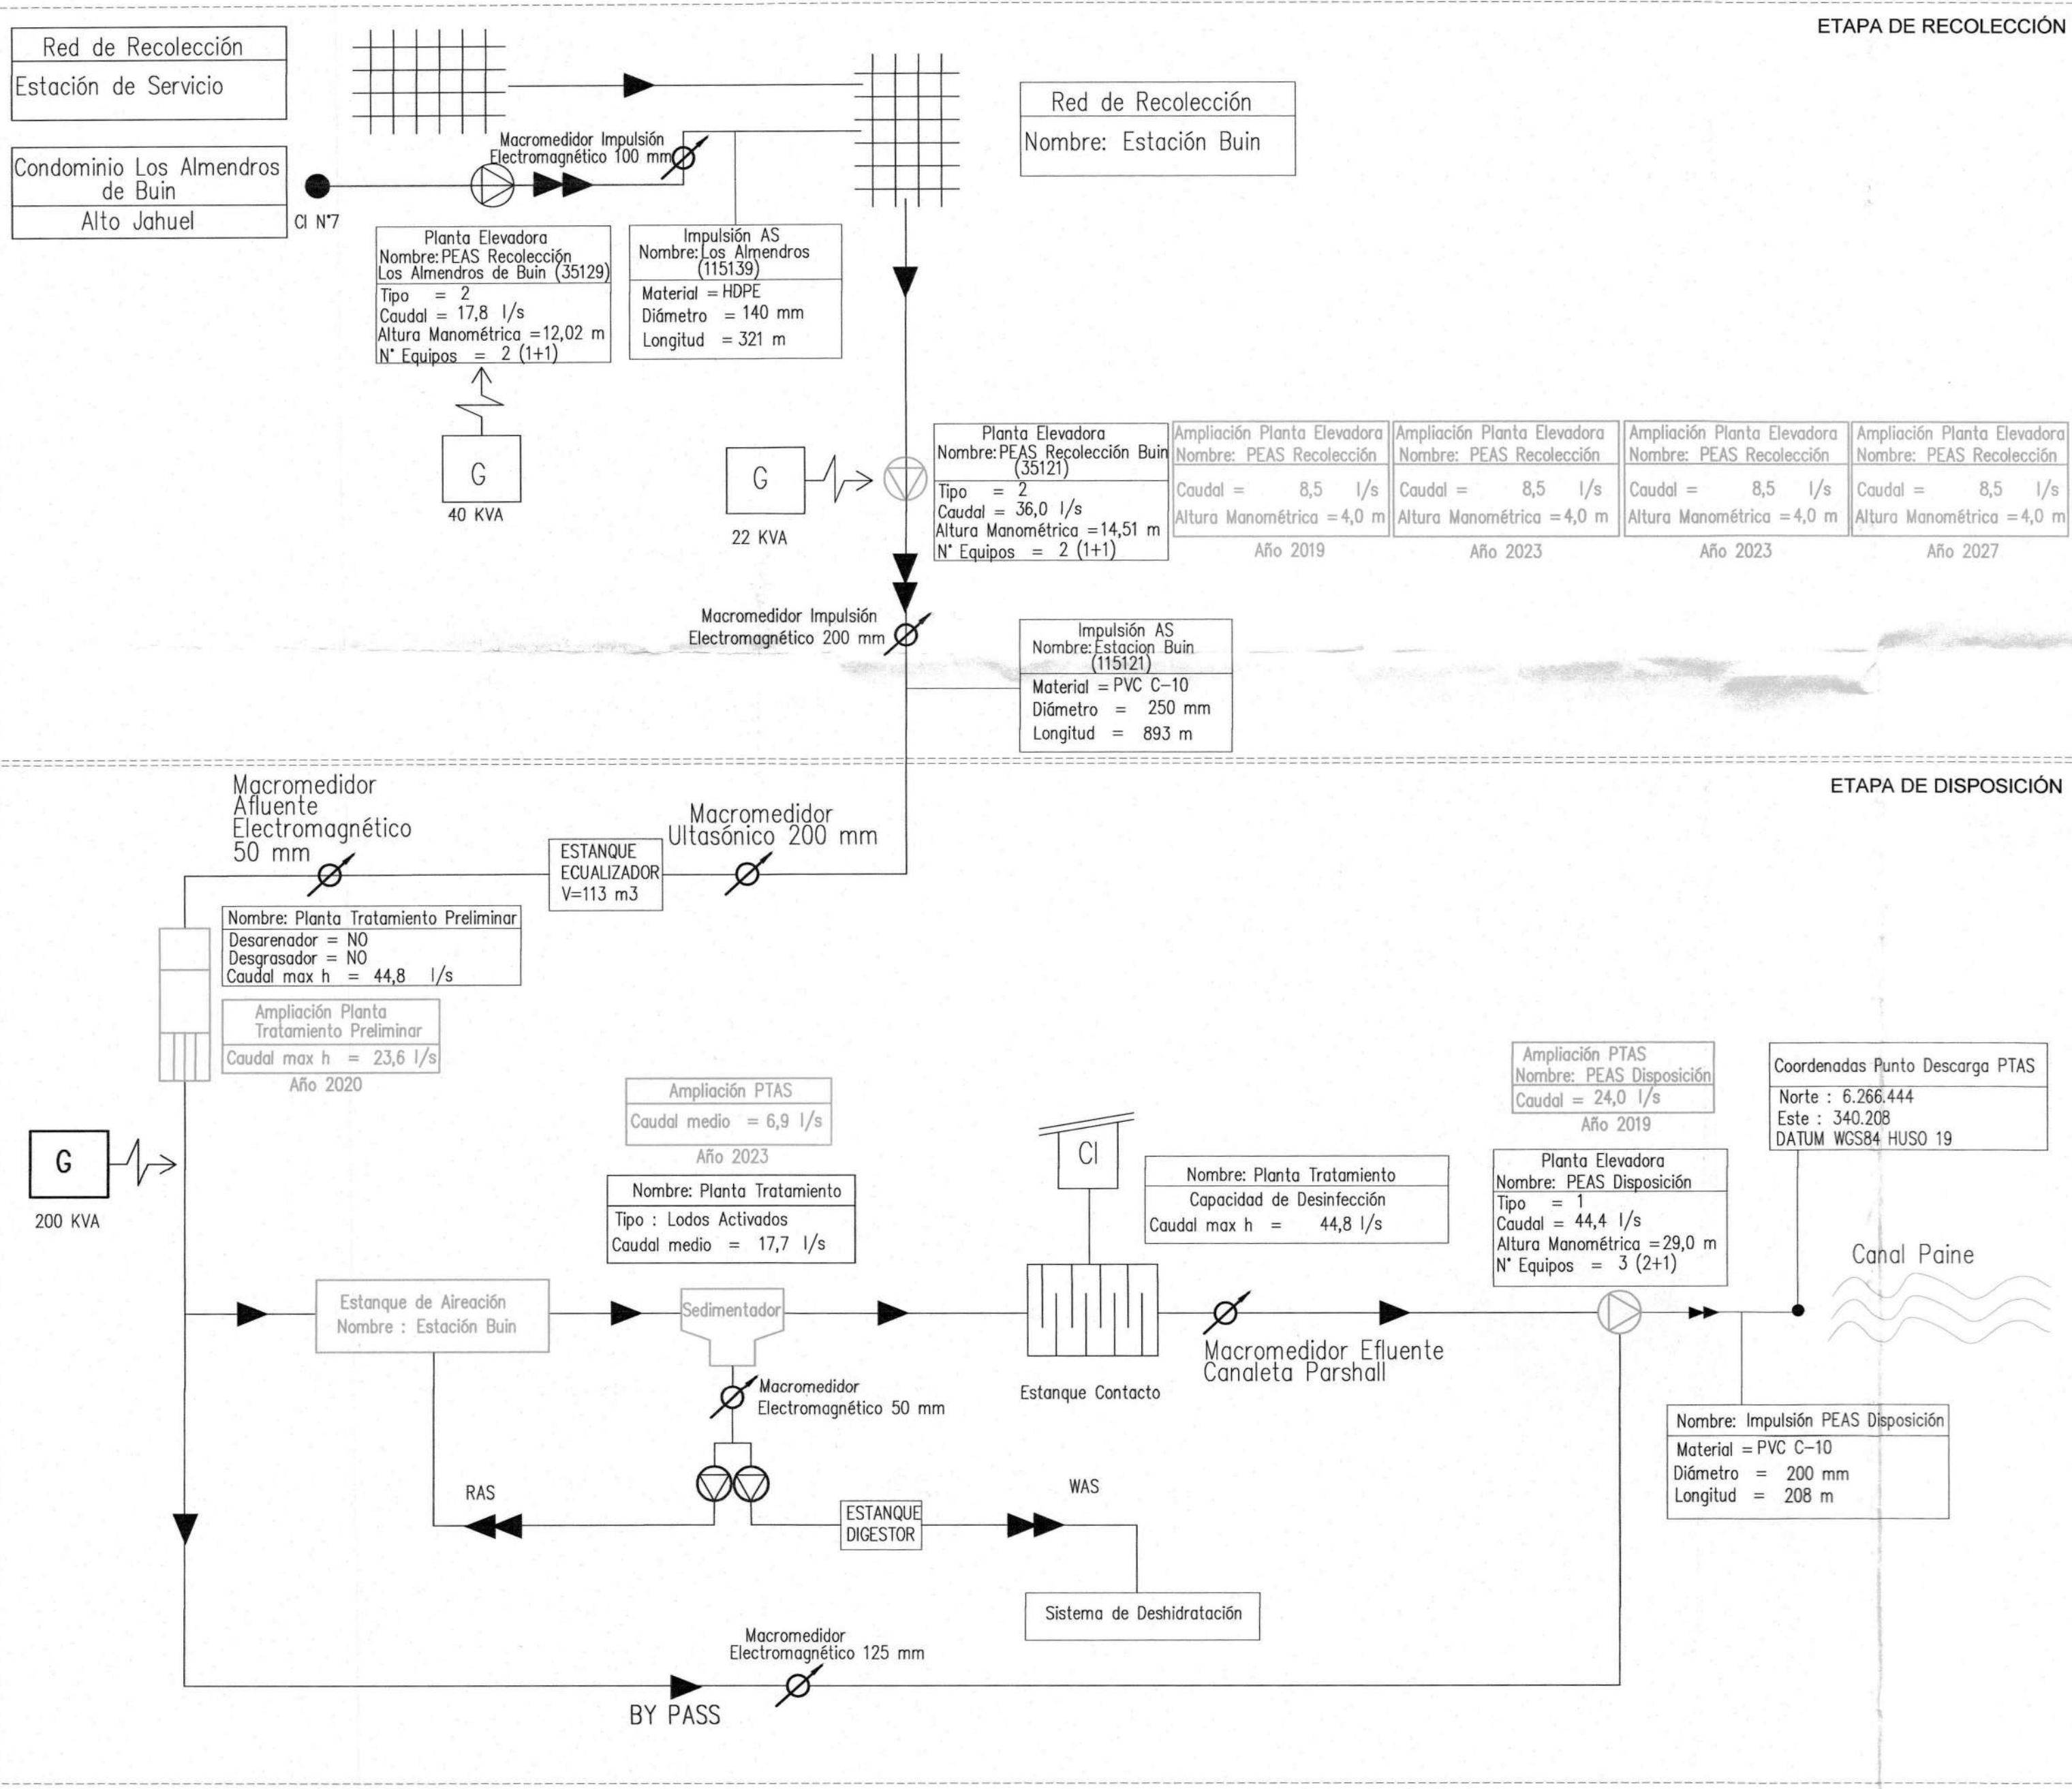 ETAPA DE RECOLECCIÓN
Red de Recolección
Estación de Servicio
Red de Recolección
Nombre: Estación Buin
Condominio Los Almendros
de Buin
Alto Jahuel
CI N°7
Macromedidor Impulsión
Electromagnético 100 mm
Planta Elevadora
Nombre: PEAS Recolección
Los Almendros de Buin (35129)
Tipo = 2
Caudal = 17,8 l/s
Altura Manométrica =12,02 m
N° Equipos = 2 (1+1)
Impulsión AS
Nombre: Los Almendros
(115139)
Material = HDPE
Diámetro = 140 mm
Longitud = 321 m
G
40 KVA
G
22 KVA
Planta Elevadora
Nombre: PEAS Recolección Buin
(35121)
Tipo = 2
Caudal = 36,0 l/s
Altura Manométrica =14,51 m
N° Equipos = 2 (1+1)
Ampliación Planta Elevadora
Nombre: PEAS Recolección
Caudal = 8,5 l/s
Altura Manométrica =4,0 m
Año 2019
Ampliación Planta Elevadora
Nombre: PEAS Recolección
Caudal = 8,5 l/s
Altura Manométrica =4,0 m
Año 2023
Ampliación Planta Elevadora
Nombre: PEAS Recolección
Caudal = 8,5 l/s
Altura Manométrica =4,0 m
Año 2023
Ampliación Planta Elevadora
Nombre: PEAS Recolección
Caudal = 8,5 l/s
Altura Manométrica =4,0 m
Año 2027
Macromedidor Impulsión
Electromagnético 200 mm
Impulsión AS
Nombre: Estacion Buin
(115121)
Material = PVC C-10
Diámetro = 250 mm
Longitud = 893 m
ETAPA DE DISPOSICIÓN
Macromedidor
Afluente
Electromagnético
50 mm
ESTANQUE
ECUALIZADOR
V=113 m3
Macromedidor
Ultasónico 200 mm
Nombre: Planta Tratamiento Preliminar
Desarenador = NO
Desgrasador = NO
Caudal max h = 44,8 l/s
Ampliación Planta
Tratamiento Preliminar
Caudal max h = 23,6 l/s
Año 2020
G
200 KVA
Ampliación PTAS
Caudal medio = 6,9 l/s
Año 2023
Nombre: Planta Tratamiento
Tipo : Lodos Activados
Caudal medio = 17,7 l/s
CI
Nombre: Planta Tratamiento
Capacidad de Desinfección
Caudal max h = 44,8 l/s
Ampliación PTAS
Nombre: PEAS Disposición
Caudal = 24,0 l/s
Año 2019
Planta Elevadora
Nombre: PEAS Disposición
Tipo = 1
Caudal = 44,4 l/s
Altura Manométrica =29,0 m
N° Equipos = 3 (2+1)
Coordenadas Punto Descarga PTAS
Norte : 6.266.444
Este : 340.208
DATUM WGS84 HUSO 19
Canal Paine
Estanque de Aireación
Nombre : Estación Buin
Sedimentador
Estanque Contacto
Macromedidor Efluente
Canaleta Parshall
Macromedidor
Electromagnético 50 mm
Nombre: Impulsión PEAS Disposición
Material = PVC C-10
Diámetro = 200 mm
Longitud = 208 m
RAS
ESTANQUE
DIGESTOR
WAS
Sistema de Deshidratación
Macromedidor
Electromagnético 125 mm
BY PASS